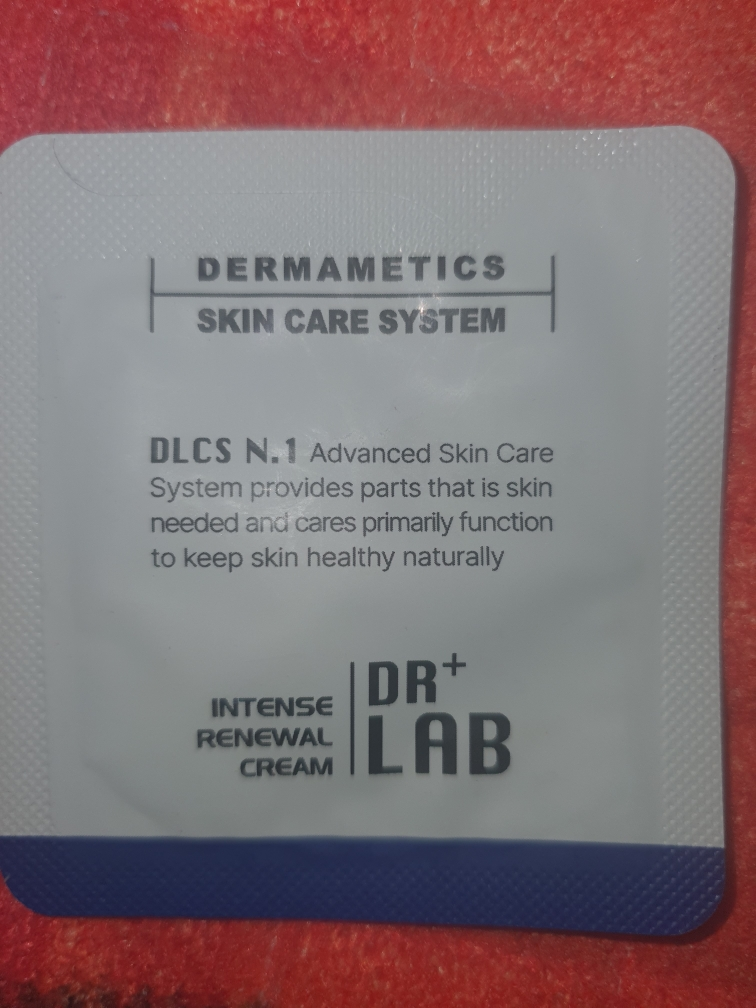 DERMAMETICS
SKIN CARE SYSTEM
DLCS N.1 Advanced Skin Care
System provides parts that is skin
needed and cares primarily function
to keep skin healthy naturally
INTENSE
RENEWAL
CREAM
DR+
LAB